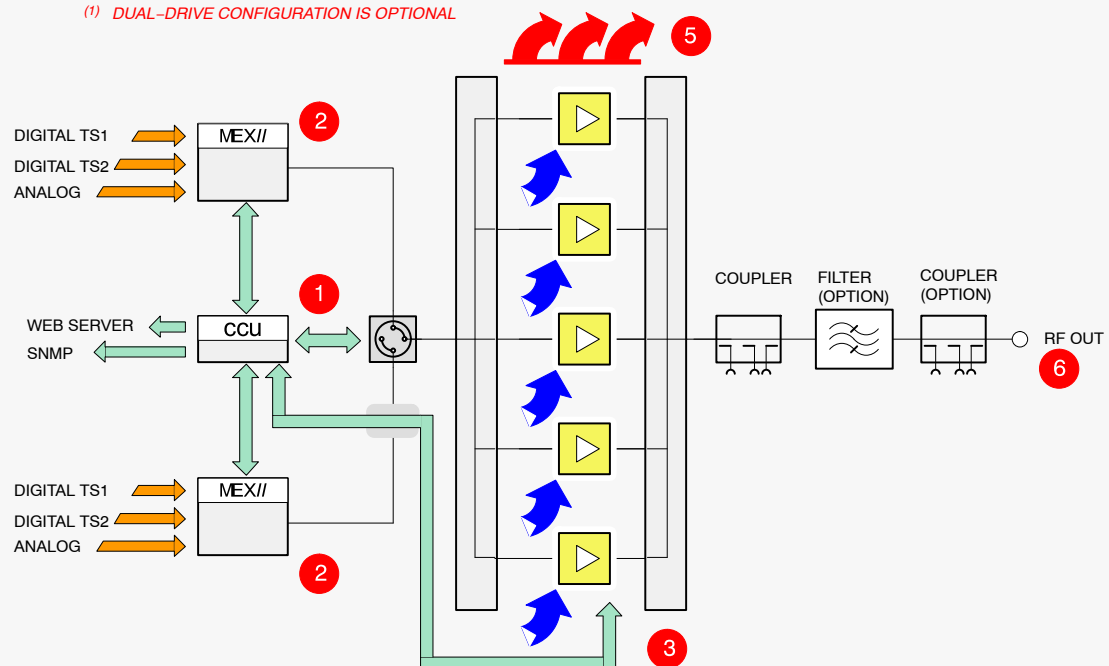 (1) DUAL–DRIVE CONFIGURATION IS OPTIONAL
5
2
MEX//
DIGITAL TS1
DIGITAL TS2
ANALOG
1
WEB SERVER
SNMP
CCU
COUPLER
FILTER
(OPTION)
COUPLER
(OPTION)
RF OUT
6
MEX//
DIGITAL TS1
DIGITAL TS2
ANALOG
2
3